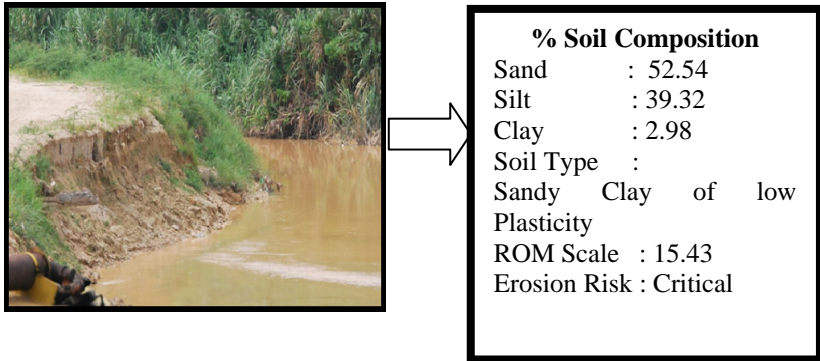 % Soil Composition
Sand : 52.54
Silt : 39.32
Clay : 2.98
Soil Type :
Sandy Clay of low
Plasticity
ROM Scale : 15.43
Erosion Risk : Critical